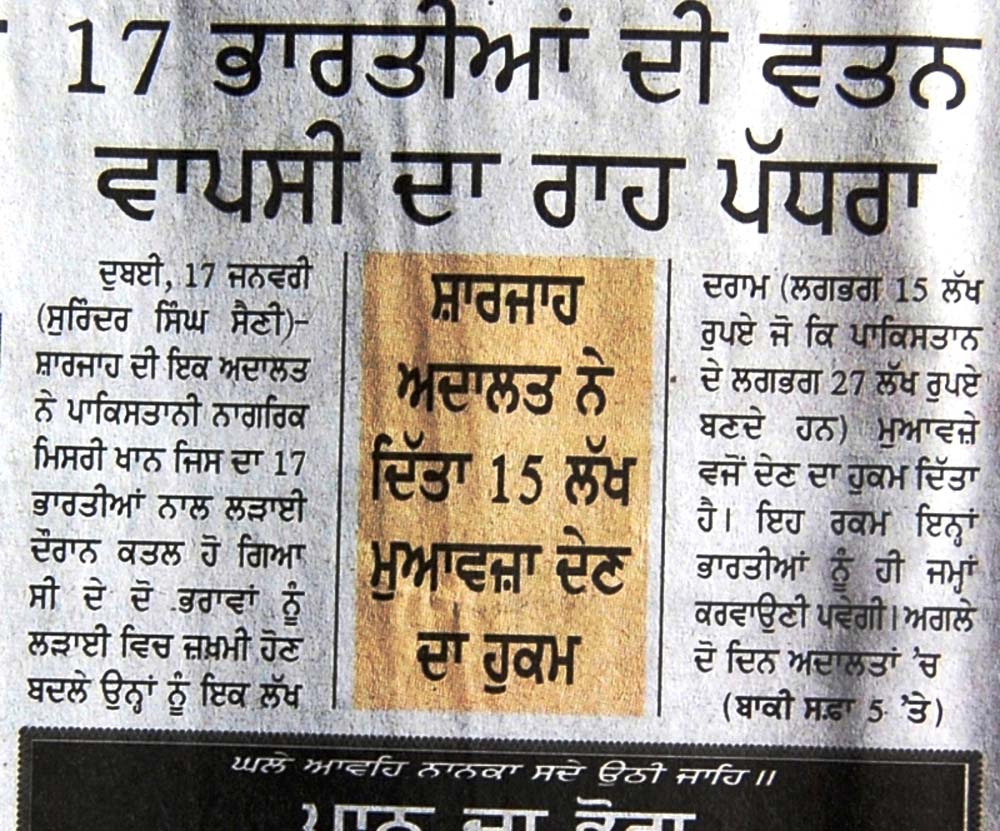 17 ਭਾਰਤੀਆਂ ਦੀ ਵਤਨ
ਵਾਪਸੀ ਦਾ ਰਾਹ ਪੱਧਰਾ
ਦੁਬਈ, 17 ਜਨਵਰੀ
(ਸੁਰਿੰਦਰ ਸਿੰਘ ਸੈਣੀ)-
ਸ਼ਾਰਜਾਹ ਦੀ ਇਕ ਅਦਾਲਤ
ਨੇ ਪਾਕਿਸਤਾਨੀ ਨਾਗਰਿਕ
ਮਿਸਰੀ ਖਾਨ ਜਿਸ ਦਾ 17
ਭਾਰਤੀਆਂ ਨਾਲ ਲੜਾਈ
ਦੌਰਾਨ ਕਤਲ ਹੋ ਗਿਆ
ਸੀ ਦੇ ਦੋ ਭਰਾਵਾਂ ਨੂੰ
ਲੜਾਈ ਵਿਚ ਜ਼ਖ਼ਮੀ ਹੋਣ
ਬਦਲੇ ਉਨ੍ਹਾਂ ਨੂੰ ਇਕ ਲੱਖ
ਸ਼ਾਰਜਾਹ
ਅਦਾਲਤ ਨੇ
ਦਿੱਤਾ 15 ਲੱਖ
ਮੁਆਵਜ਼ਾ ਦੇਣ
ਦਾ ਹੁਕਮ
ਦਰਾਮ (ਲਗਭਗ 15 ਲੱਖ
ਰੁਪਏ ਜੋ ਕਿ ਪਾਕਿਸਤਾਨ
ਦੇ ਲਗਭਗ 27 ਲੱਖ ਰੁਪਏ
ਬਣਦੇ ਹਨ) ਮੁਆਵਜ਼ੇ
ਵਜੋਂ ਦੇਣ ਦਾ ਹੁਕਮ ਦਿੱਤਾ
ਹੈ। ਇਹ ਰਕਮ ਇਨ੍ਹਾਂ
ਭਾਰਤੀਆਂ ਨੂੰ ਹੀ ਜਮ੍ਹਾਂ
ਕਰਵਾਉਣੀ ਪਵੇਗੀ। ਅਗਲੇ
ਦੋ ਦਿਨ ਅਦਾਲਤਾਂ 'ਚ
(ਬਾਕੀ ਸਫ਼ਾ 5 'ਤੇ)
ਘਲੇ ਆਵਹਿ ਨਾਨਕਾ ਸਦੇ ਉਠੀ ਜਾਹਿ॥